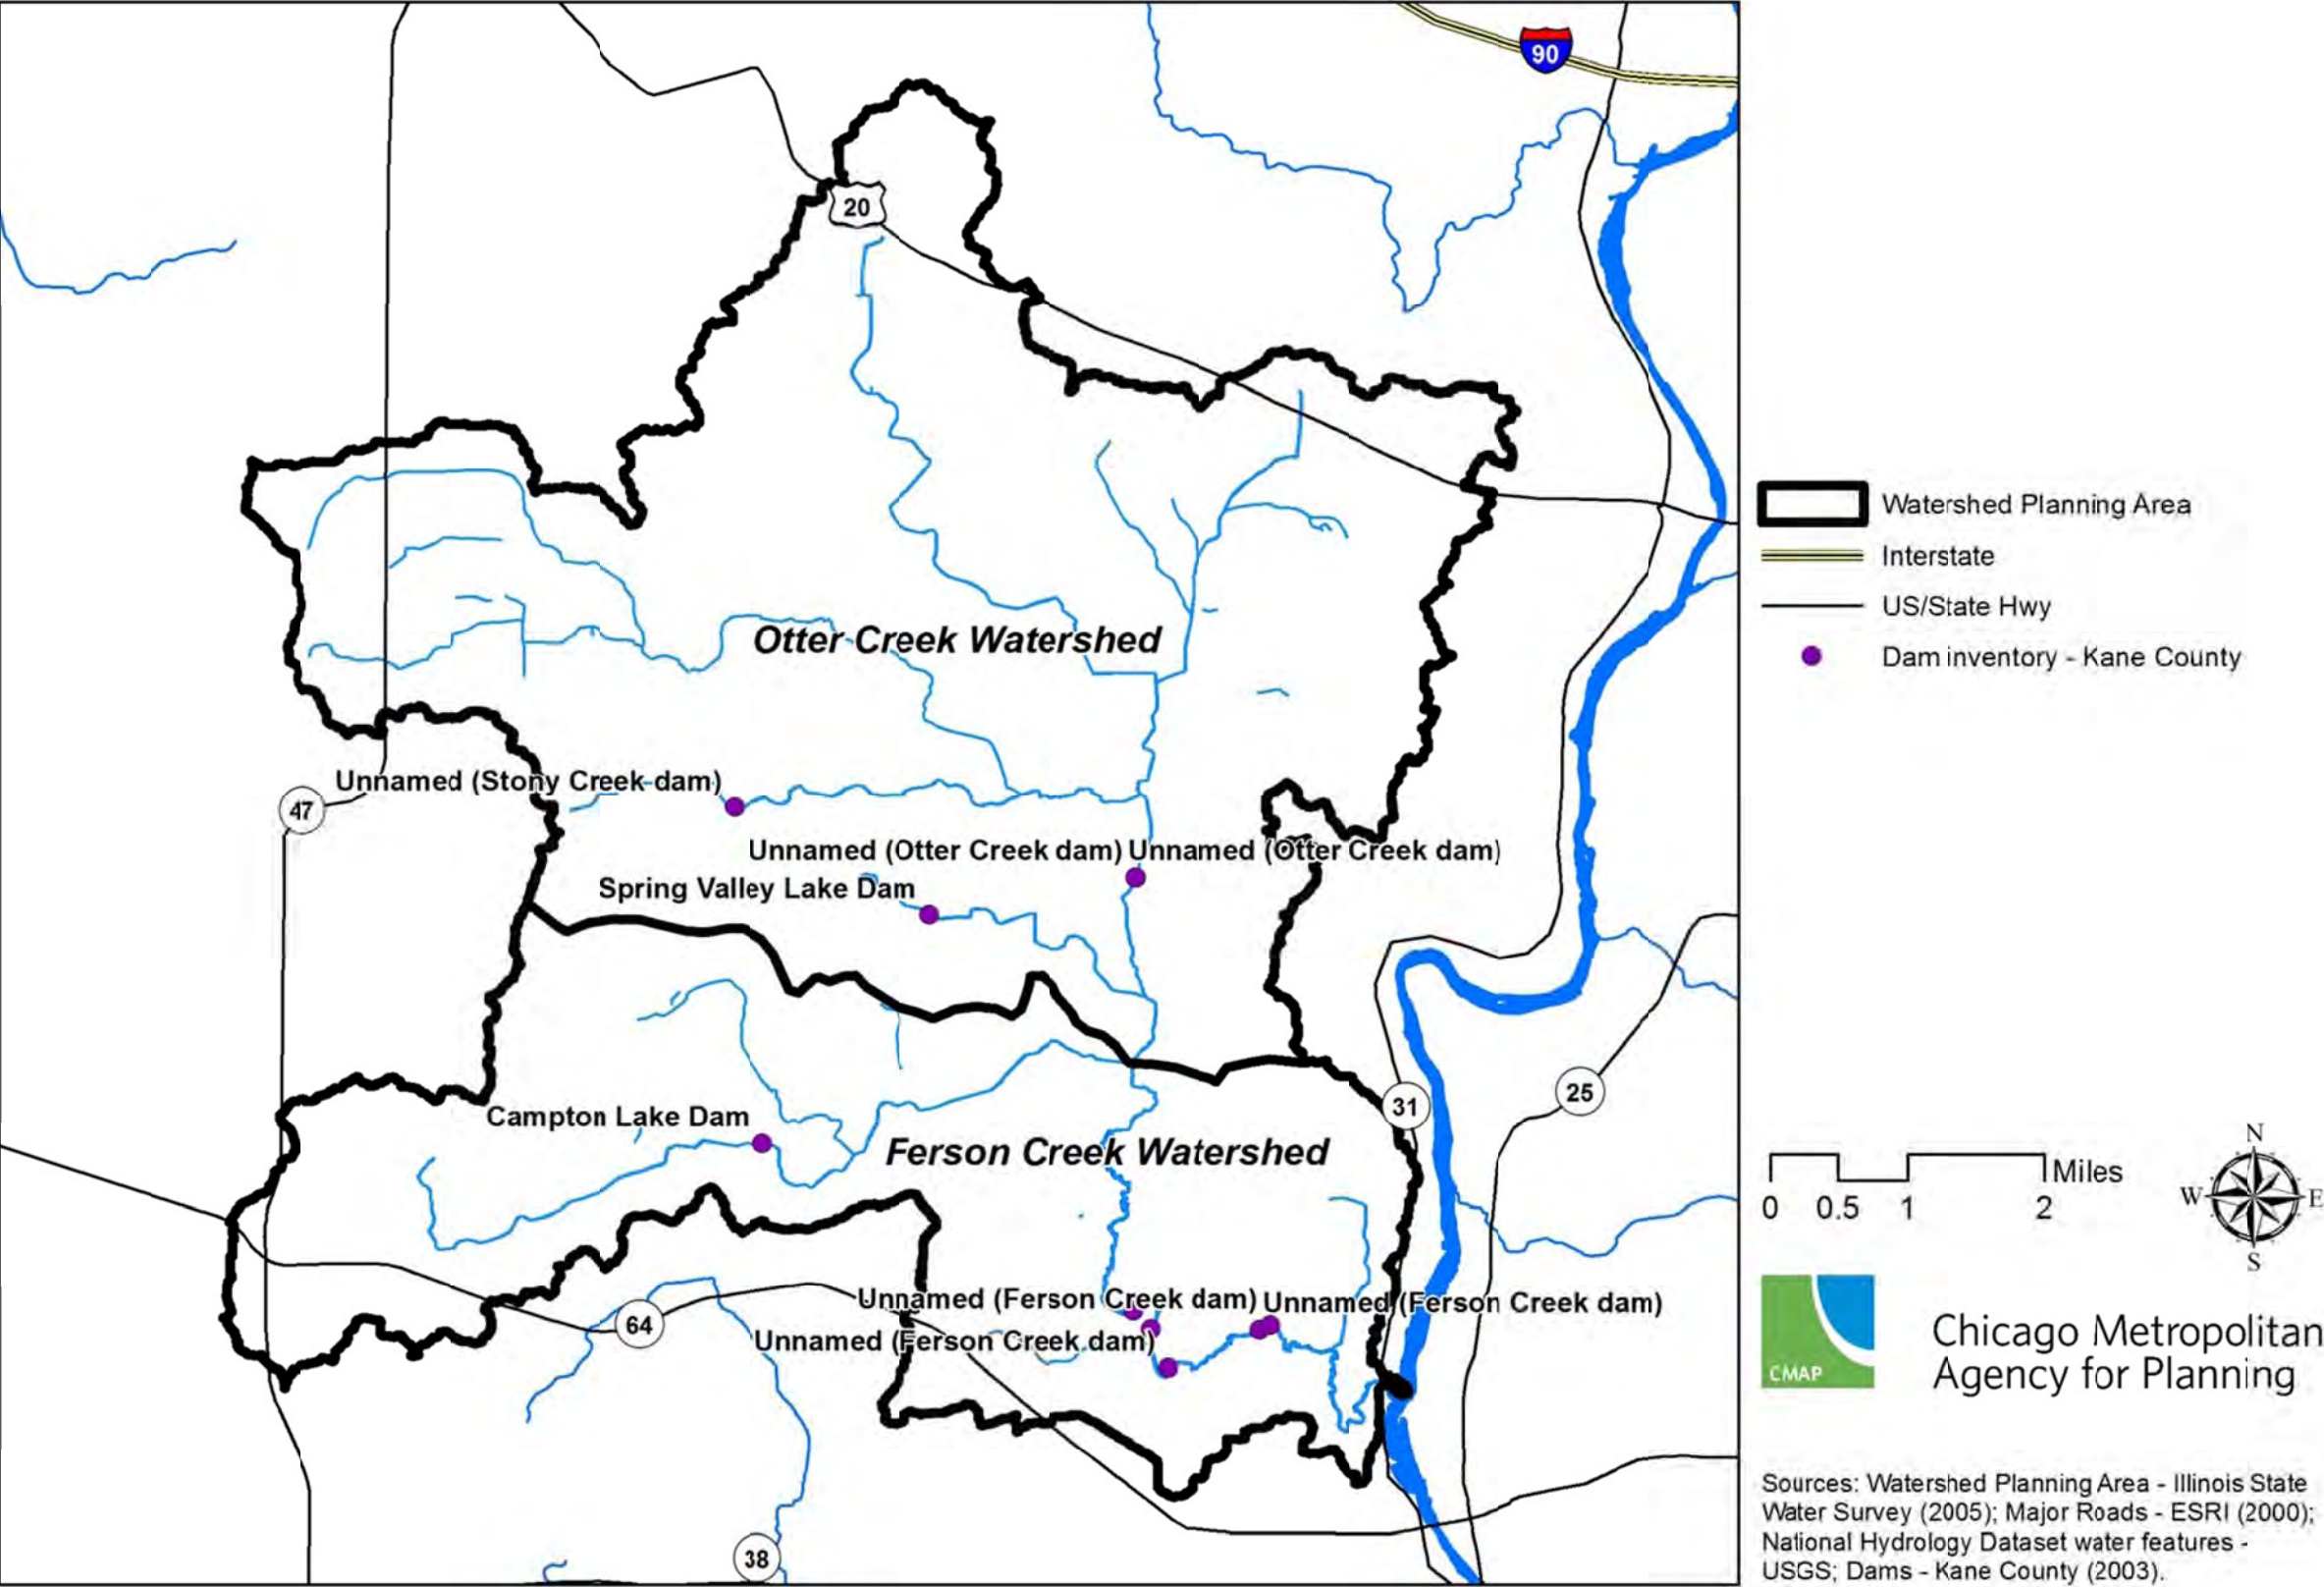 90
20
Watershed Planning Area
Interstate
US/State Hwy
Dam inventory - Kane County
Otter Creek Watershed
Unnamed (Stony Creek dam)
47
Unnamed (Otter Creek dam) Unnamed (Otter Creek dam)
Spring Valley Lake Dam
31
25
Campton Lake Dam
Ferson Creek Watershed
N
W
E
S
Miles
0 0.5 1 2
Unnamed (Ferson Creek dam) Unnamed (Ferson Creek dam)
64
Unnamed (Ferson Creek dam)
CMAP
Chicago Metropolitan
Agency for Planning
Sources: Watershed Planning Area - Illinois State
Water Survey (2005); Major Roads - ESRI (2000);
National Hydrology Dataset water features -
USGS; Dams - Kane County (2003).
38